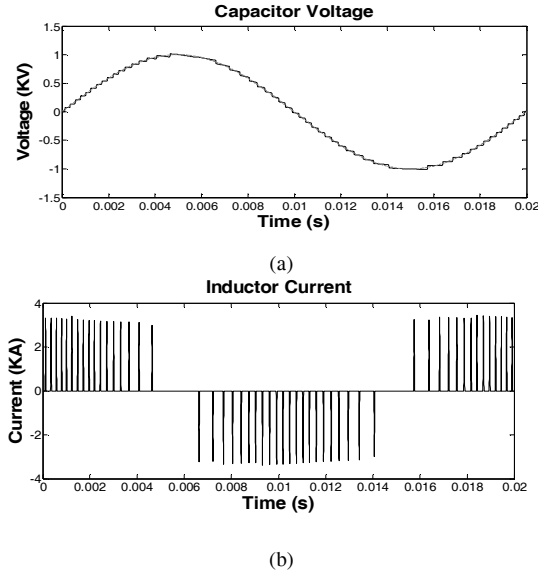 Capacitor Voltage
1.5
1
0.5
0
-0.5
-1
-1.5
Voltage (KV)
0 0.002 0.004 0.006 0.008 0.01 0.012 0.014 0.016 0.018 0.02
Time (s)
(a)
Inductor Current
4
2
0
-2
-4
Current (KA)
0 0.002 0.004 0.006 0.008 0.01 0.012 0.014 0.016 0.018 0.02
Time (s)
(b)